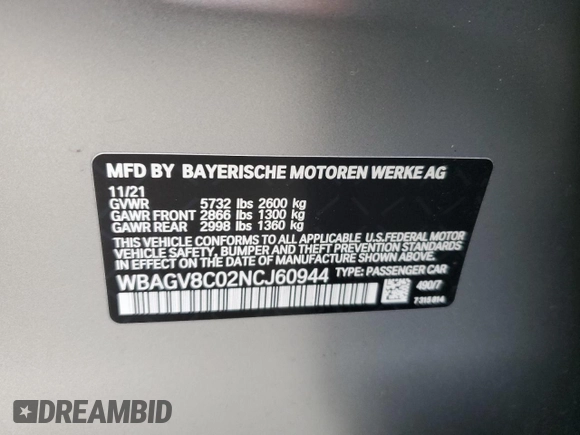 MFD BY BAYERISCHE MOTOREN WERKE AG
11/21
GVWR 5732 lbs 2600 kg
GAWR FRONT 2866 lbs 1300 kg
GAWR REAR 2998 lbs 1360 kg
THIS VEHICLE CONFORMS TO ALL APPLICABLE U.S.FEDERAL MOTOR
VEHICLE SAFETY, BUMPER AND THEFT PREVENTION STANDARDS
IN EFFECT ON THE DATE OF MANUFACTURE SHOWN ABOVE.
WBAGV8C02NCJ60944 TYPE: PASSENGER CAR
490/7
7 315 014
DREAMBID